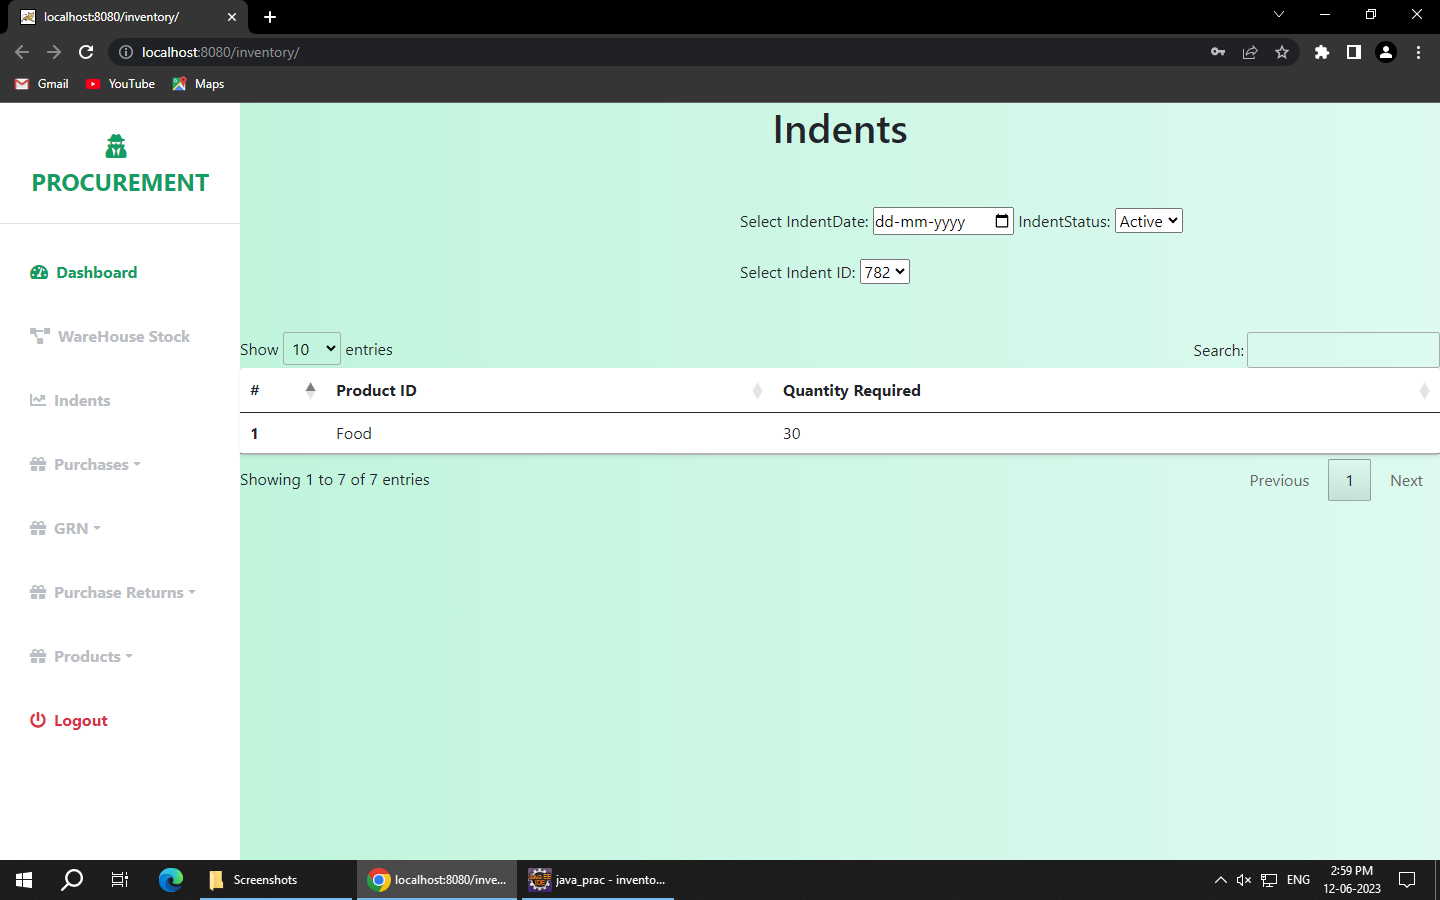 localhost:8080/inventory/
localhost:8080/inventory/
Gmail YouTube Maps
PROCUREMENT
Dashboard
WareHouse Stock
Indents
Purchases
GRN
Purchase Returns
Products
Logout
Indents
Select IndentDate: dd-mm-yyyy IndentStatus: Active
Select Indent ID: 782
Show 10 entries Search:
# Product ID Quantity Required
1 Food 30
Showing 1 to 7 of 7 entries Previous 1 Next
Screenshots localhost:8080/inve... java_prac - invento... ENG 2:59 PM
12-06-2023